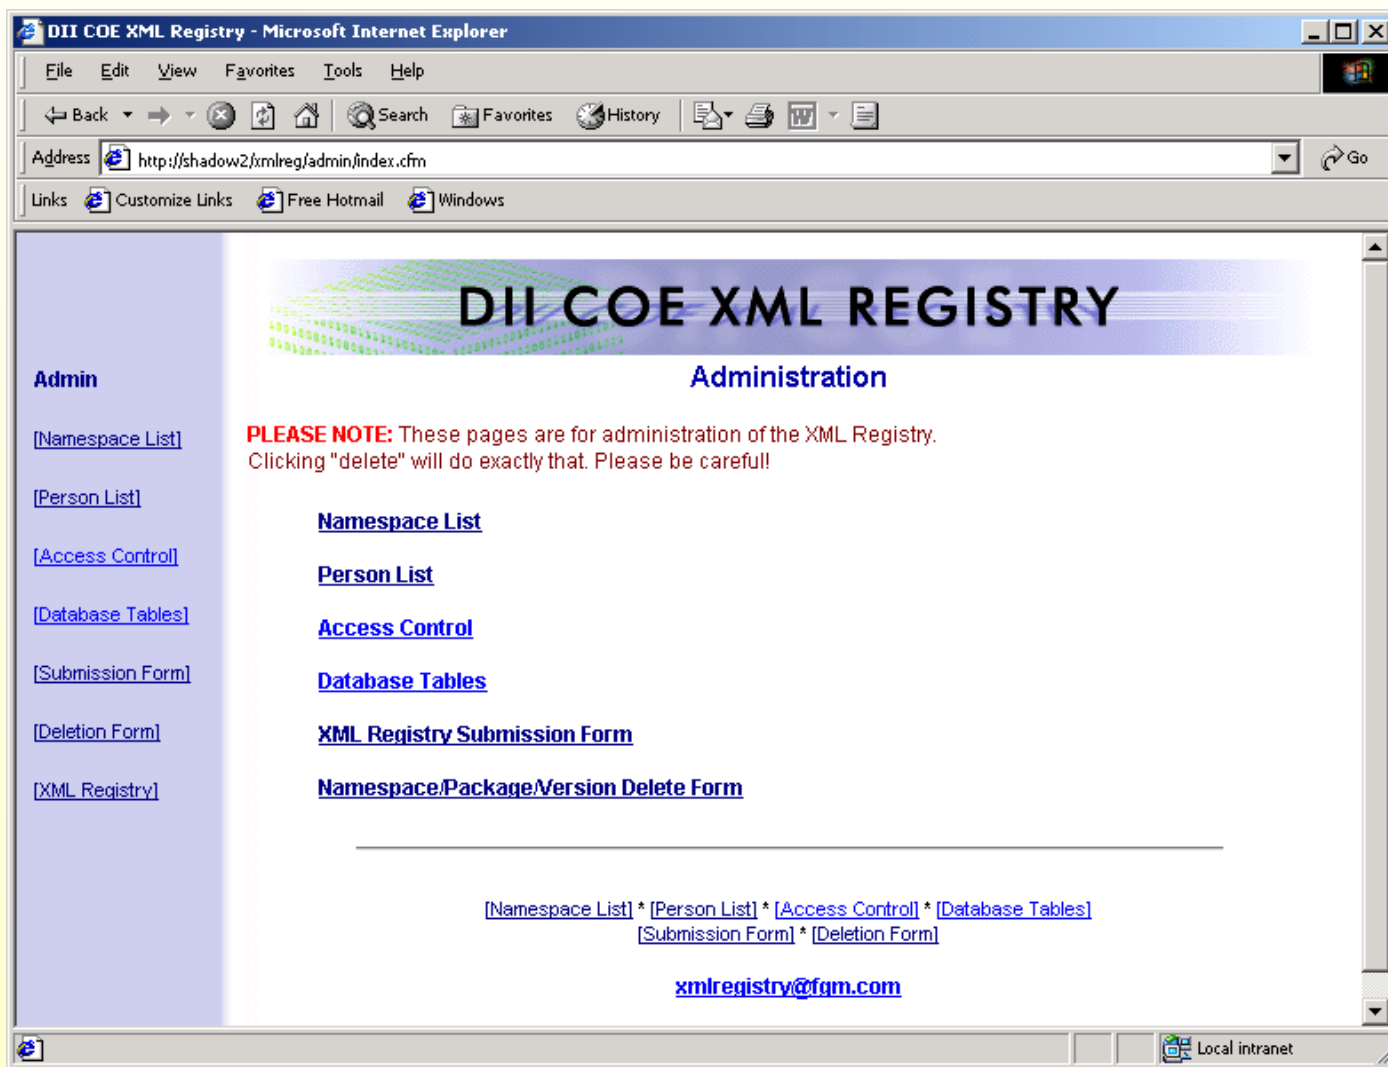 DII COE XML Registry - Microsoft Internet Explorer
File Edit View Favorites Tools Help
Back Search Favorites History
Address http://shadow2/xmlreg/admin/index.cfm Go
Links Customize Links Free Hotmail Windows
DII COE XML REGISTRY
Administration
Admin
[Namespace List]
[Person List]
[Access Control]
[Database Tables]
[Submission Form]
[Deletion Form]
[XML Registry]
PLEASE NOTE: These pages are for administration of the XML Registry.
Clicking "delete" will do exactly that. Please be careful!
Namespace List
Person List
Access Control
Database Tables
XML Registry Submission Form
Namespace/Package/Version Delete Form
[Namespace List] * [Person List] * [Access Control] * [Database Tables]
[Submission Form] * [Deletion Form]
xmlregistry@fgm.com
Local intranet